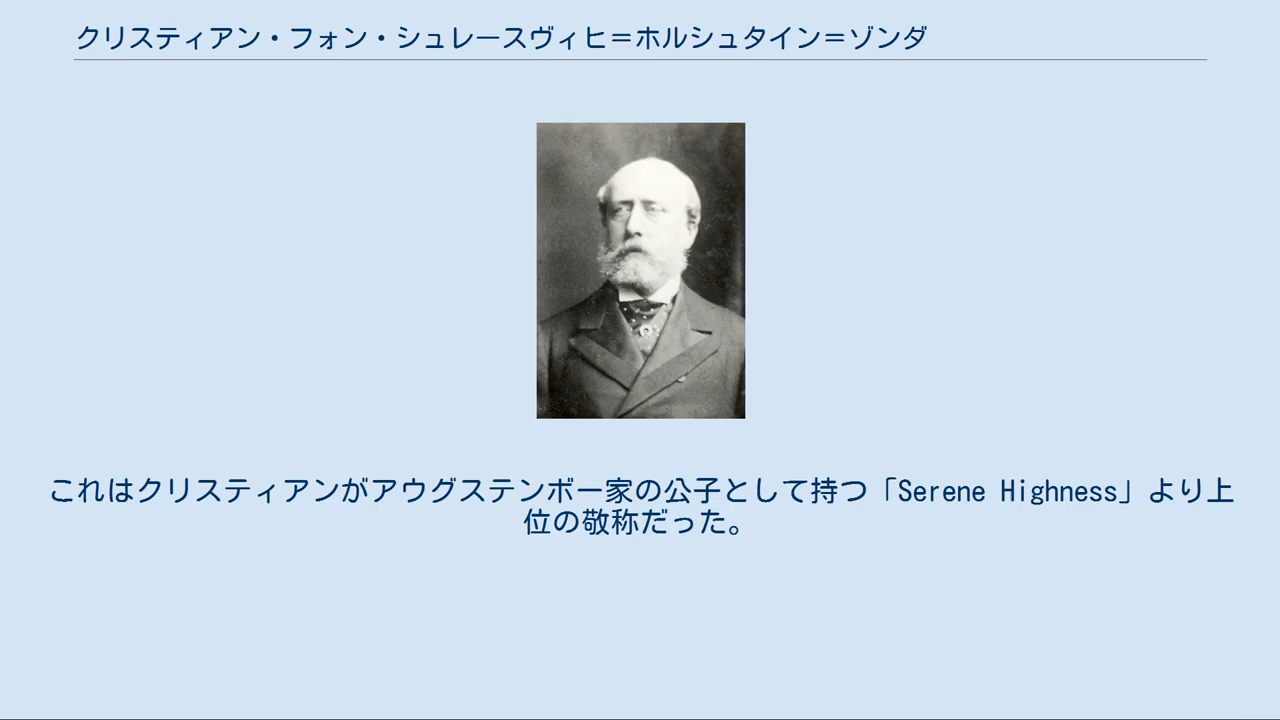 クリスティアン・フォン・シュレースヴィヒ＝ホルシュタイン＝ゾンダ
これはクリスティアンがアウグステンボー家の公子として持つ「Serene Highness」より上
位の敬称だった。